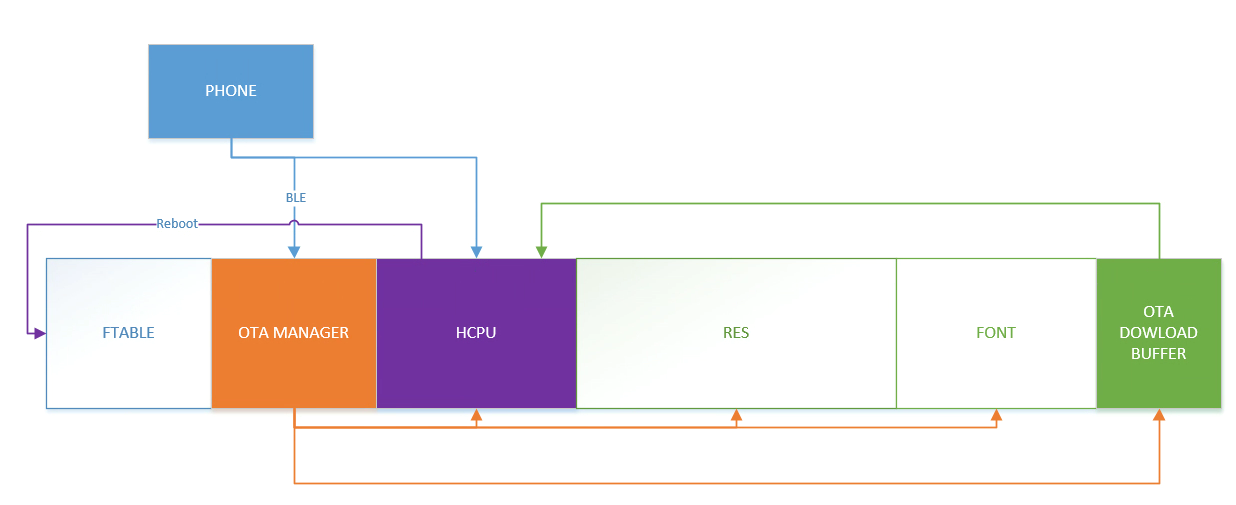 PHONE
BLE
Reboot
FTABLE
OTA MANAGER
HCPU
RES
FONT
OTA
DOWLOAD
BUFFER